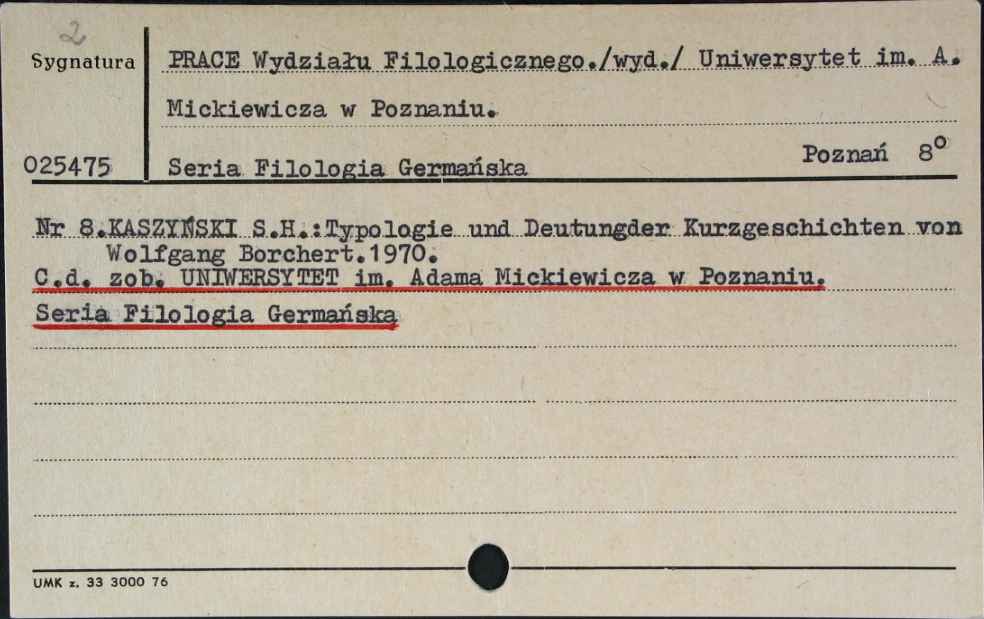 2
Sygnatura
PRACE Wydziału Filologicznego./wyd./ Uniwersytet im. A.
Mickiewicza w Poznaniu.
025475
Seria Filologia Germańska
Poznań 8°
Nr 8.KASZYŃSKI S.H.:Typologie und Deutungder Kurzgeschichten von
Wolfgang Borchert.1970.
C.d. zob. UNIWERSYTET im. Adama Mickiewicza w Poznaniu.
Seria Filologia Germańska
UMK z. 33 3000 76